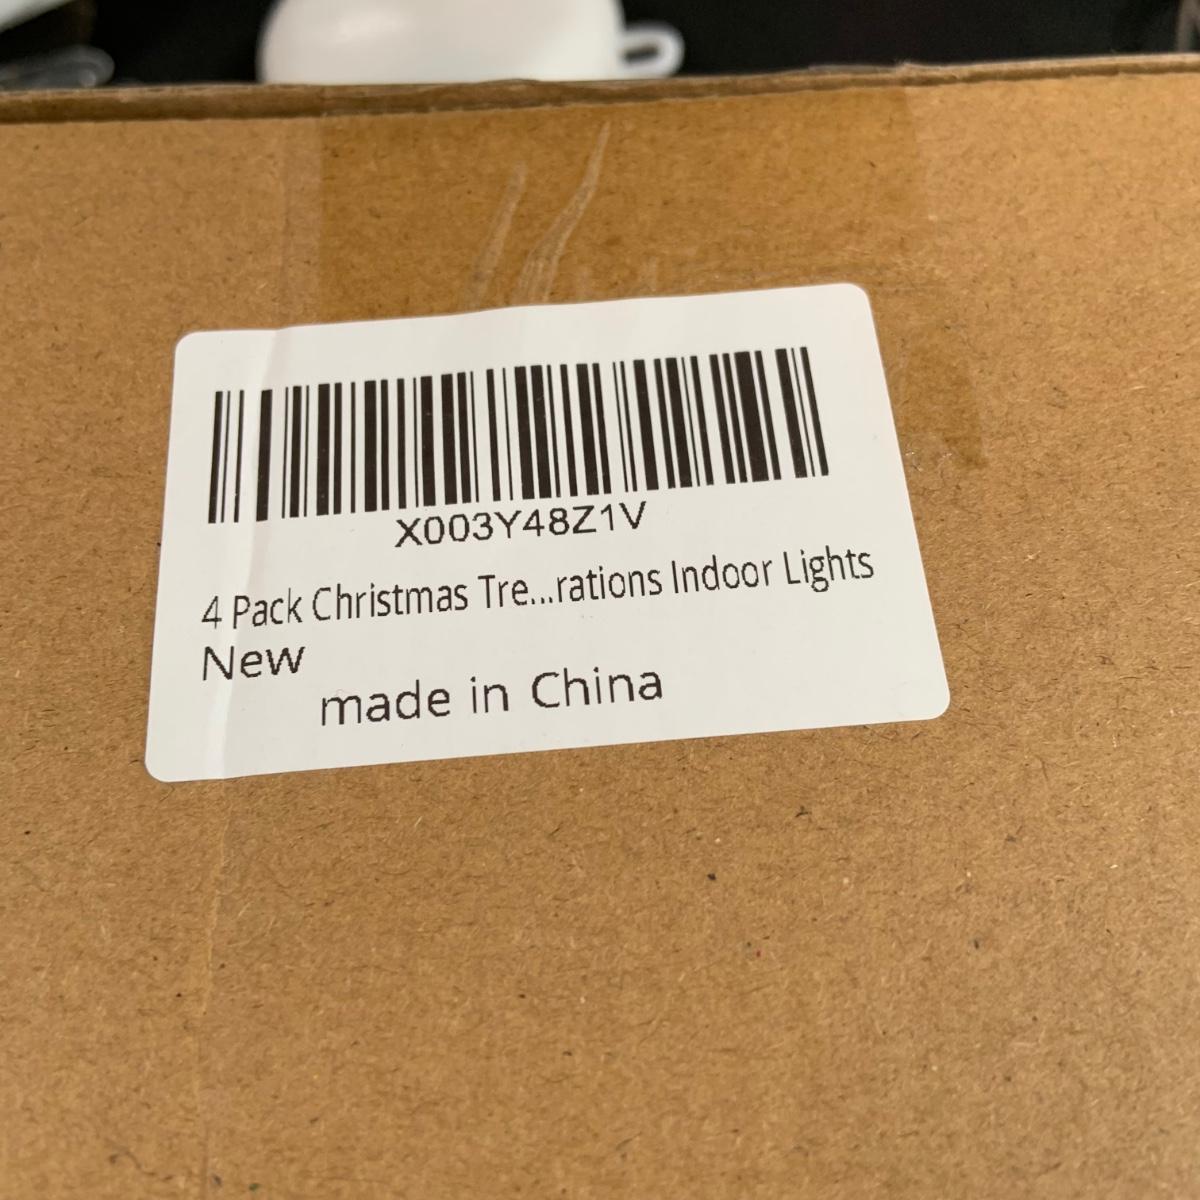 X003Y48Z1V
4 Pack Christmas Tre...rations Indoor Lights
New
made in China